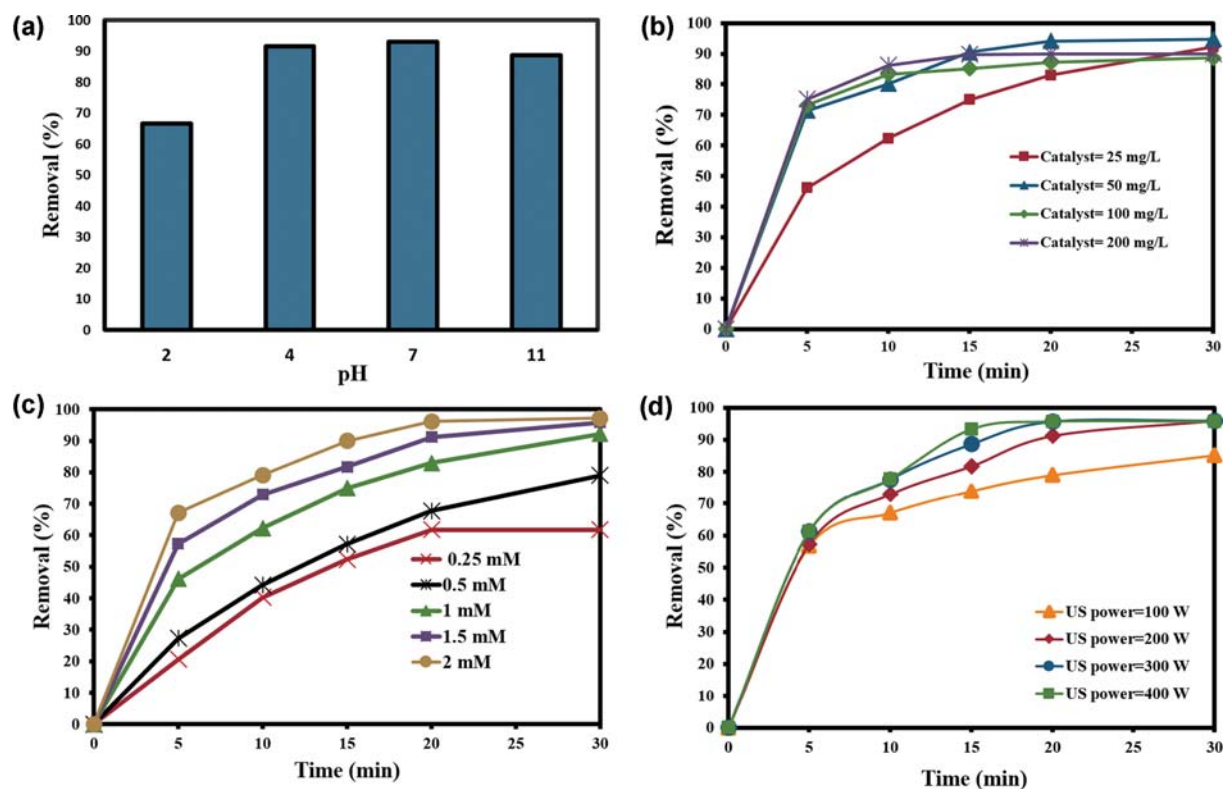 (a)
Removal (%)
100
90
80
70
60
50
40
30
20
10
0
2 4 7 11
pH
(b)
Removal (%)
100
90
80
70
60
50
40
30
20
10
0
Catalyst= 25 mg/L
Catalyst= 50 mg/L
Catalyst= 100 mg/L
Catalyst= 200 mg/L
0 5 10 15 20 25 30
Time (min)
(c)
Removal (%)
100
90
80
70
60
50
40
30
20
10
0
0.25 mM
0.5 mM
1 mM
1.5 mM
2 mM
0 5 10 15 20 25 30
Time (min)
(d)
Removal (%)
100
90
80
70
60
50
40
30
20
10
0
US power=100 W
US power=200 W
US power=300 W
US power=400 W
0 5 10 15 20 25 30
Time (min)